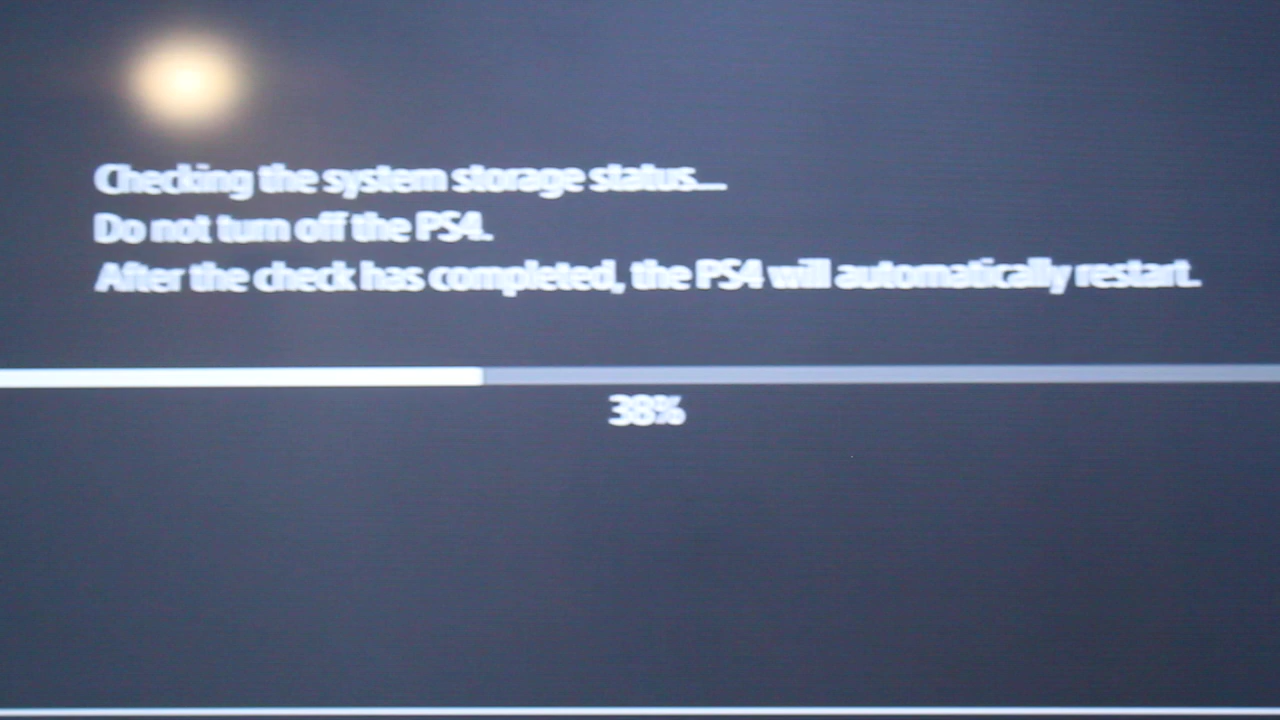 Checking the system storage status...
Do not turn off the PS4.
After the check has completed, the PS4 will automatically restart.
38%